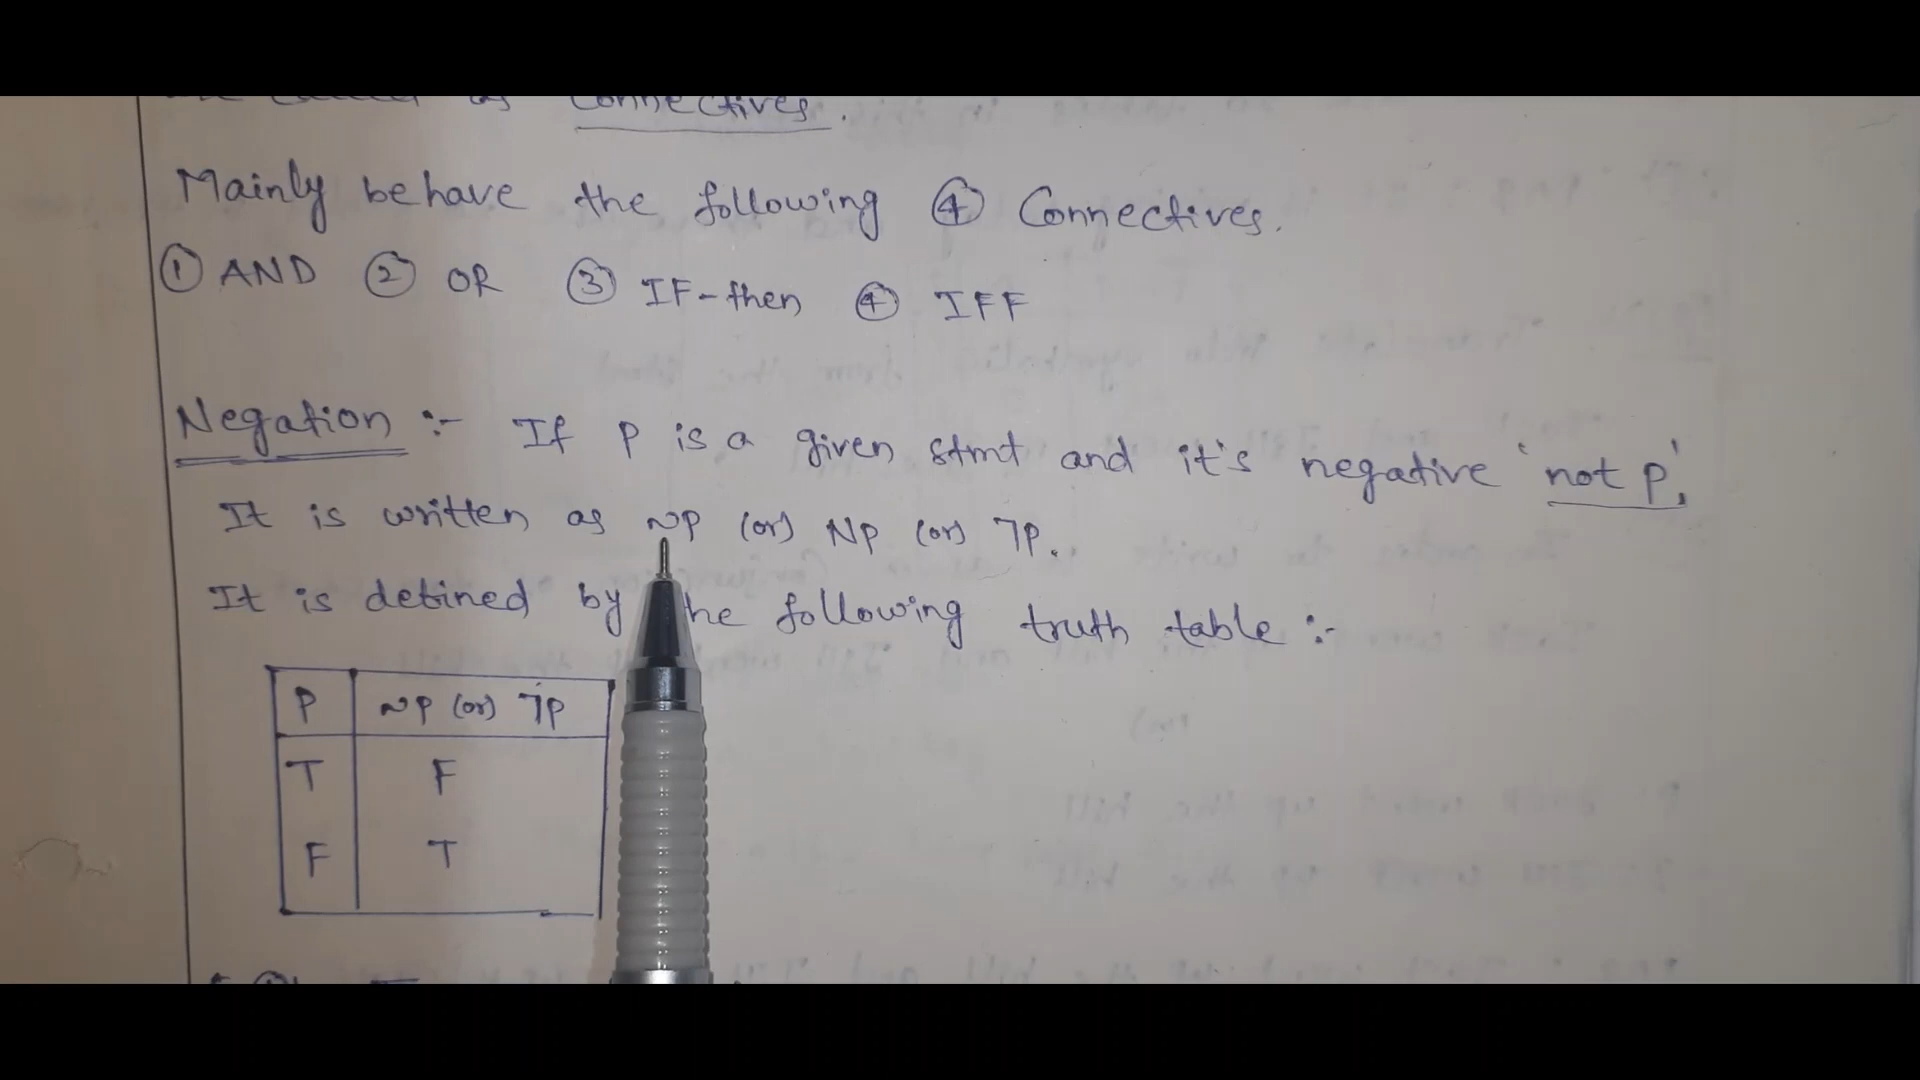 as Connectives.
Mainly behave the following ④ Connectives.
① AND ② OR ③ IF-then ④ IFF
Negation :- If P is a given stmt and it's negative 'not p',
It is written as ~P (or) Np (or) ⅂p.
It is defined by the following truth table :-
P ~P (or) ⅂p
T F
F T